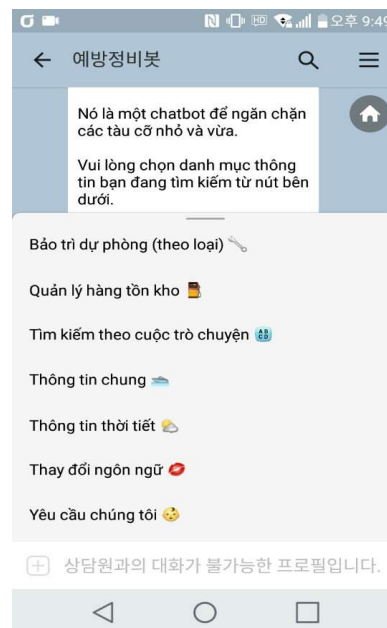 HD 오후 9:49
예방정비봇
Nó là một chatbot để ngăn chặn
các tàu cỡ nhỏ và vừa.
Vui lòng chọn danh mục thông
tin bạn đang tìm kiếm từ nút bên
dưới.
Bảo trì dự phòng (theo loại)
Quản lý hàng tồn kho
Tìm kiếm theo cuộc trò chuyện
Thông tin chung
Thông tin thời tiết
Thay đổi ngôn ngữ
Yêu cầu chúng tôi
상담원과의 대화가 불가능한 프로필입니다.